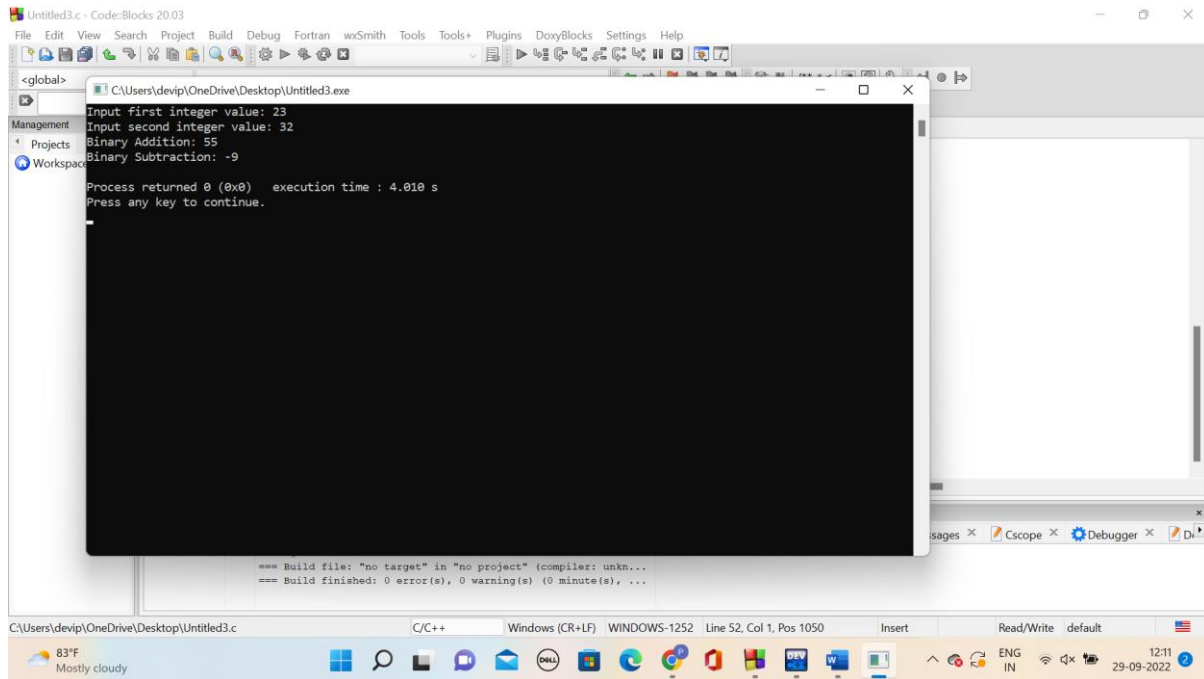 Untitled3.c - Code::Blocks 20.03
File Edit View Search Project Build Debug Fortran wxSmith Tools Tools+ Plugins DoxyBlocks Settings Help
<global>
C:\Users\devip\OneDrive\Desktop\Untitled3.exe
Input first integer value: 23
Management
Input second integer value: 32
Projects
Binary Addition: 55
Workspace
Binary Subtraction: -9
Process returned 0 (0x0) execution time : 4.010 s
Press any key to continue.
sages Cscope Debugger
=== Build file: "no target" in "no project" (compiler: unkn...
=== Build finished: 0 error(s), 0 warning(s) (0 minute(s), ...
C:\Users\devip\OneDrive\Desktop\Untitled3.c C/C++ Windows (CR+LF) WINDOWS-1252 Line 52, Col 1, Pos 1050 Insert Read/Write default
83°F
Mostly cloudy
DELL
DEV
ENG
IN
12:11
29-09-2022
2